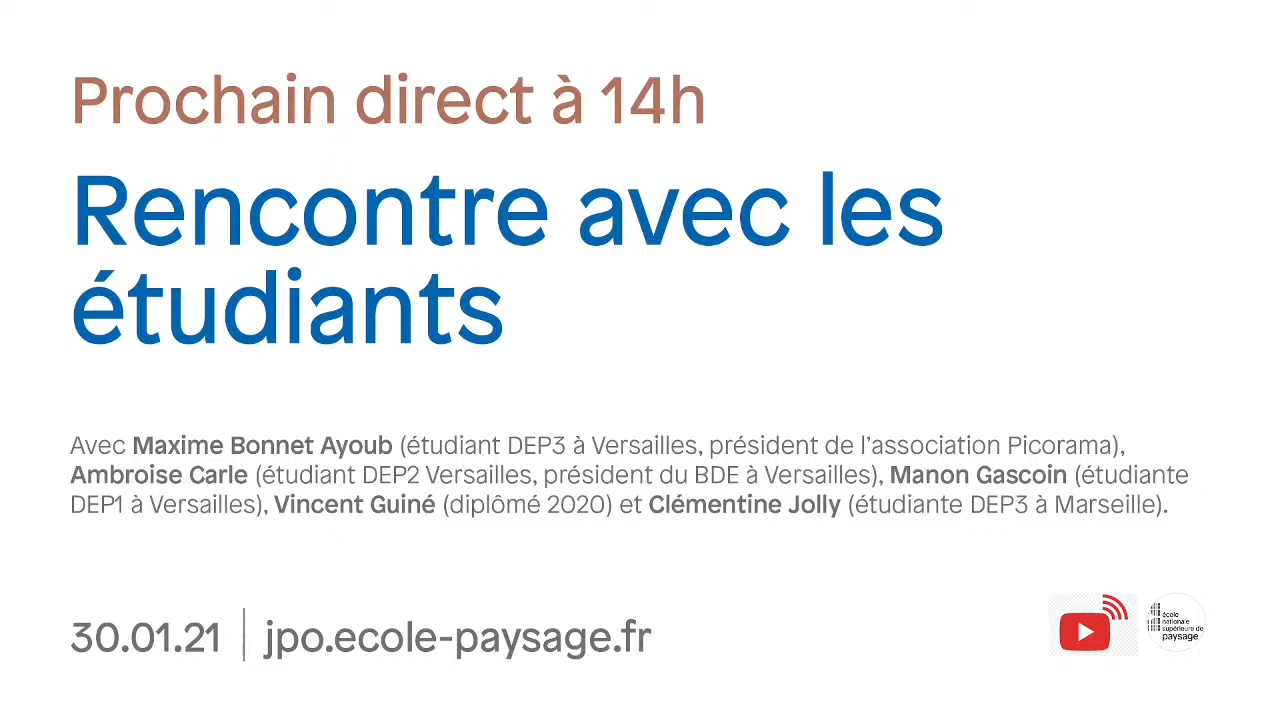 Prochain direct à 14h
Rencontre avec les
étudiants
Avec Maxime Bonnet Ayoub (étudiant DEP3 à Versailles, président de l’association Picorama),
Ambroise Carle (étudiant DEP2 Versailles, président du BDE à Versailles), Manon Gascoin (étudiante
DEP1 à Versailles), Vincent Guiné (diplômé 2020) et Clémentine Jolly (étudiante DEP3 à Marseille).
30.01.21 | jpo.ecole-paysage.fr
école
nationale
supérieure de
paysage